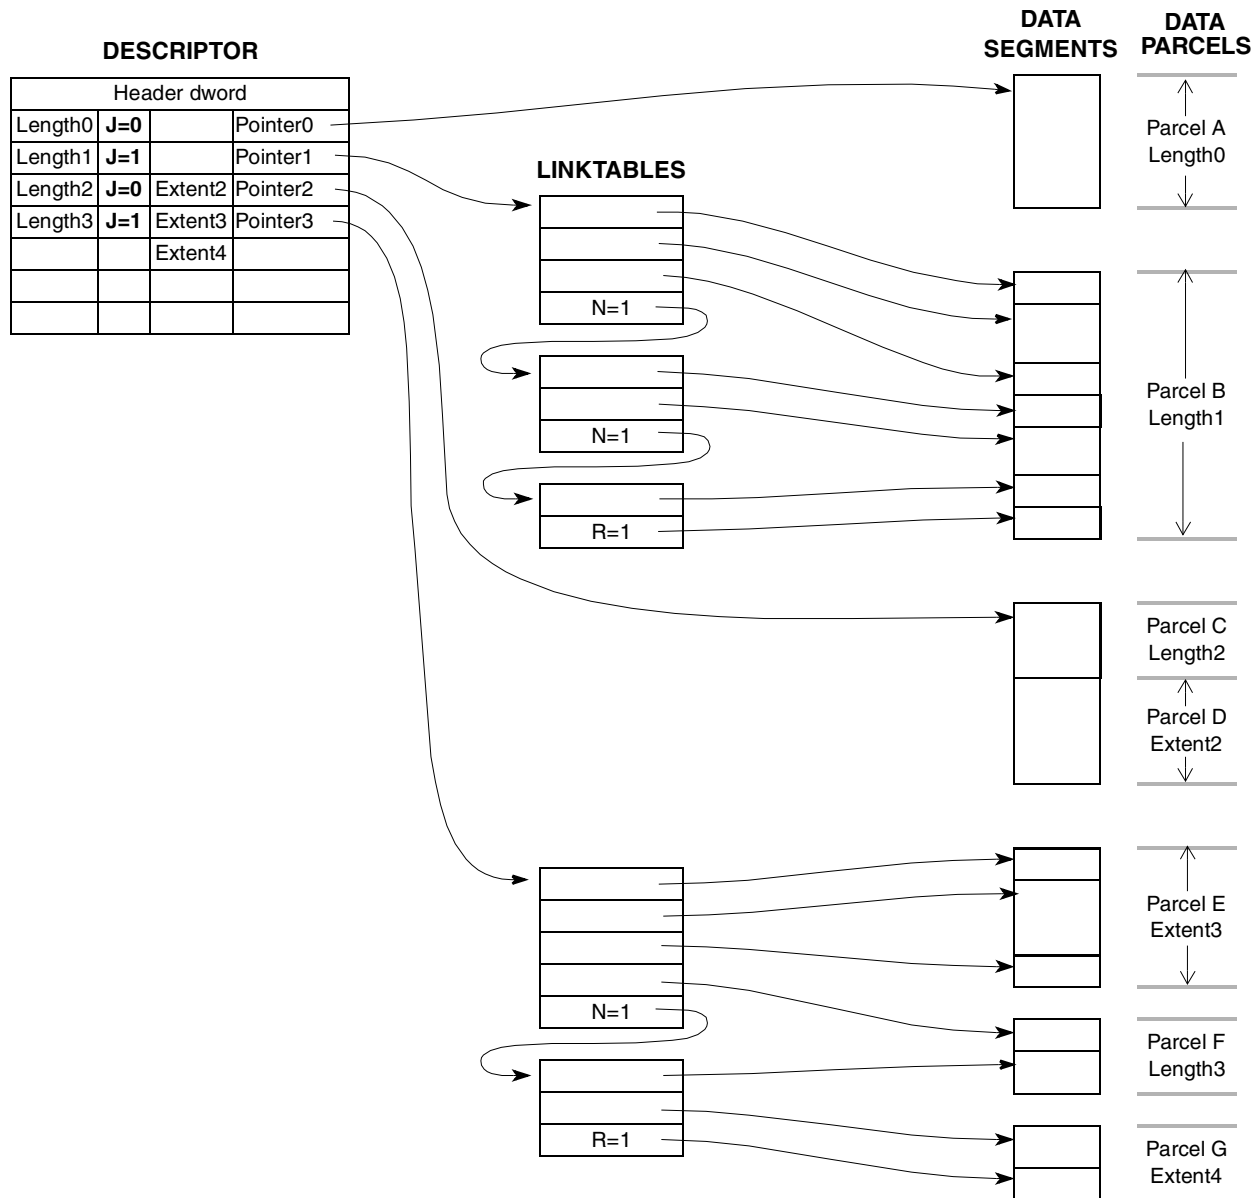 DESCRIPTOR
Header dword
Length0 J=0 Pointer0
Length1 J=1 Pointer1
Length2 J=0 Extent2 Pointer2
Length3 J=1 Extent3 Pointer3
Extent4
LINKTABLES
N=1
N=1
R=1
N=1
R=1
DATA
SEGMENTS
DATA
PARCELS
Parcel A
Length0
Parcel B
Length1
Parcel C
Length2
Parcel D
Extent2
Parcel E
Extent3
Parcel F
Length3
Parcel G
Extent4